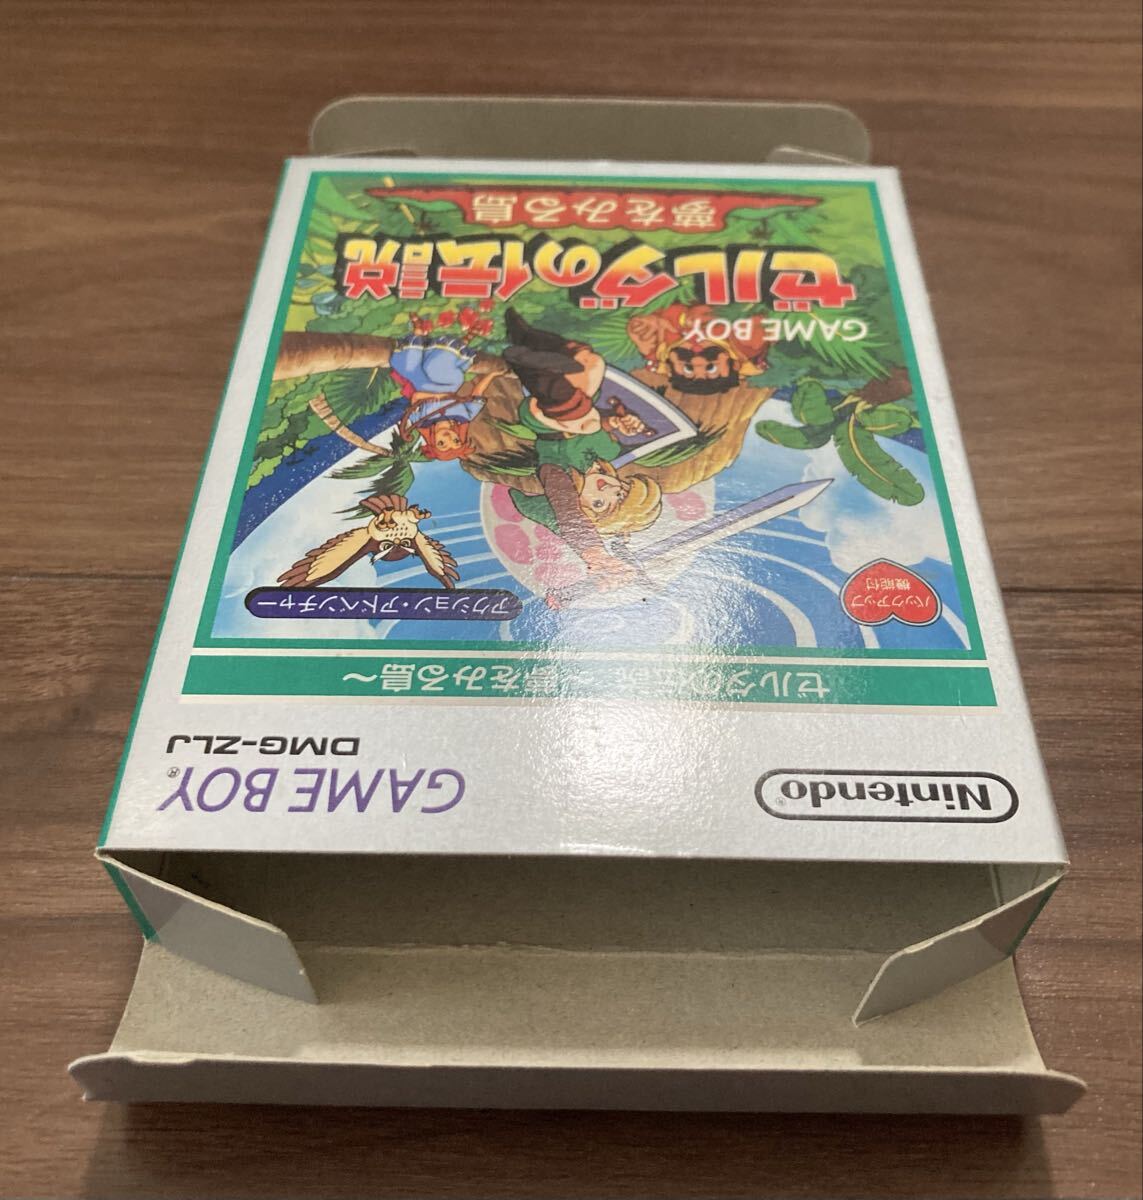 Nintendo®
GAME BOY®
DMG-ZLJ
ゼルダの伝説 夢をみる島〜
アクション・アドベンチャー
バックアップ
機能付
GAME BOY
ゼルダの伝説
夢をみる島